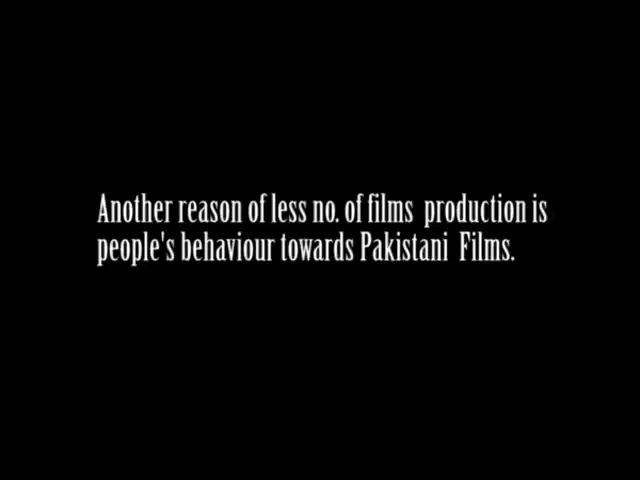 Another reason of less no. of films production is
people's behaviour towards Pakistani Films.